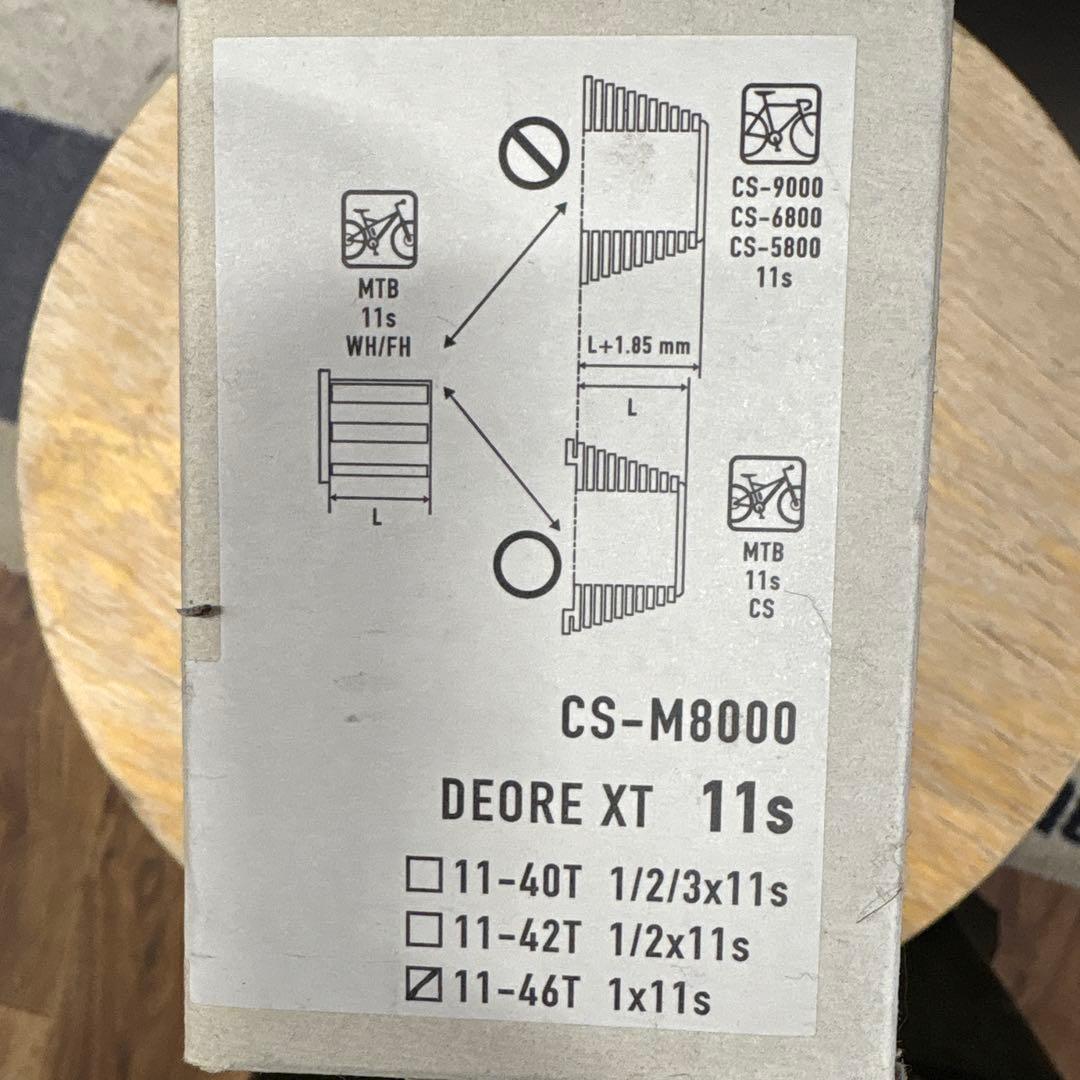 CS-9000
CS-6800
CS-5800
11s
MTB
11s
WH/FH
L+1.85 mm
L
L
MTB
11s
CS
CS-M8000
DEORE XT 11s
11-40T 1/2/3x11s
11-42T 1/2x11s
11-46T 1x11s